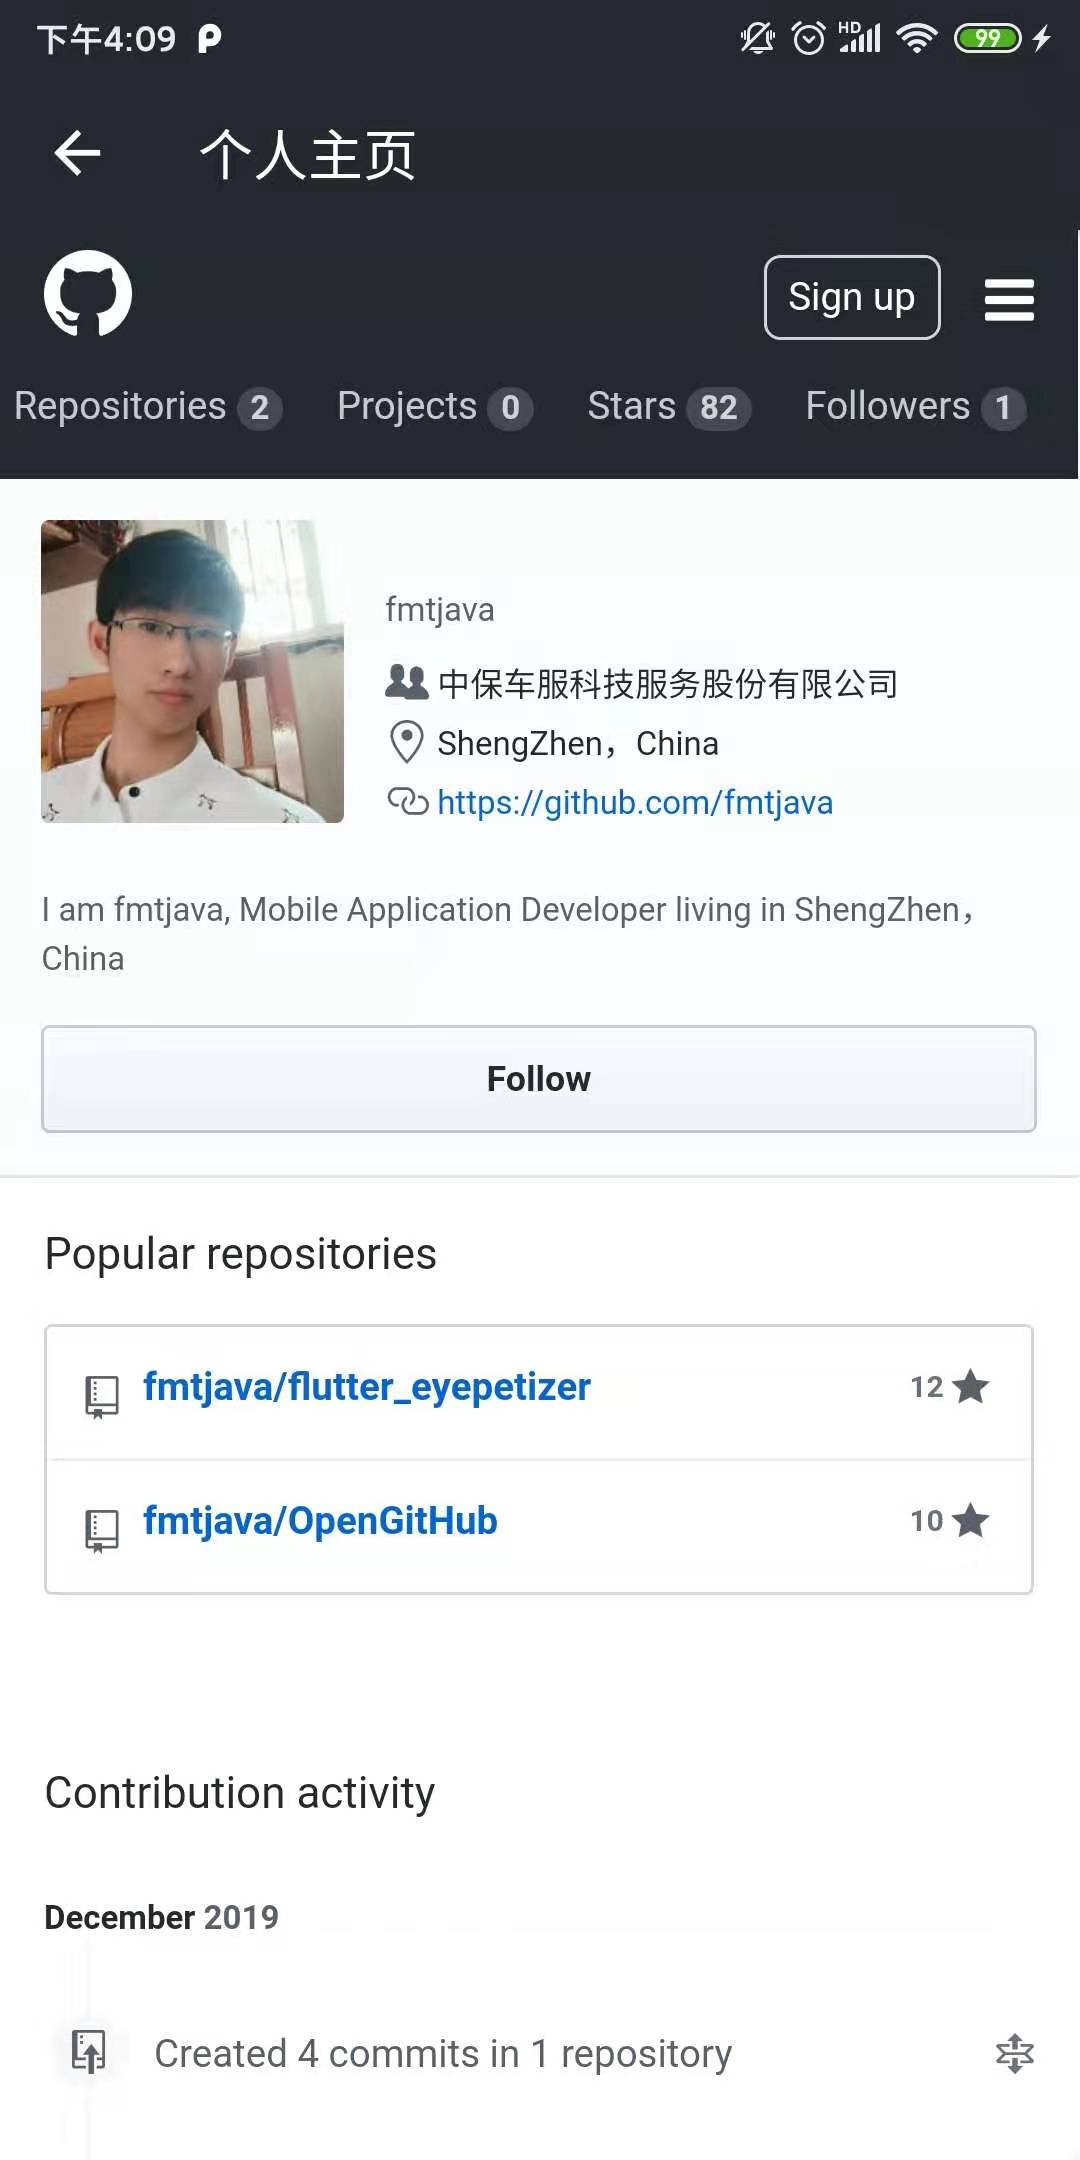 下午4:09
HD
99
个人主页
Sign up
Repositories 2 Projects 0 Stars 82 Followers 1
fmtjava
中保车服科技服务股份有限公司
ShengZhen，China
https://github.com/fmtjava
I am fmtjava, Mobile Application Developer living in ShengZhen，
China
Follow
Popular repositories
fmtjava/flutter_eyepetizer 12
fmtjava/OpenGitHub 10
Contribution activity
December 2019
Created 4 commits in 1 repository